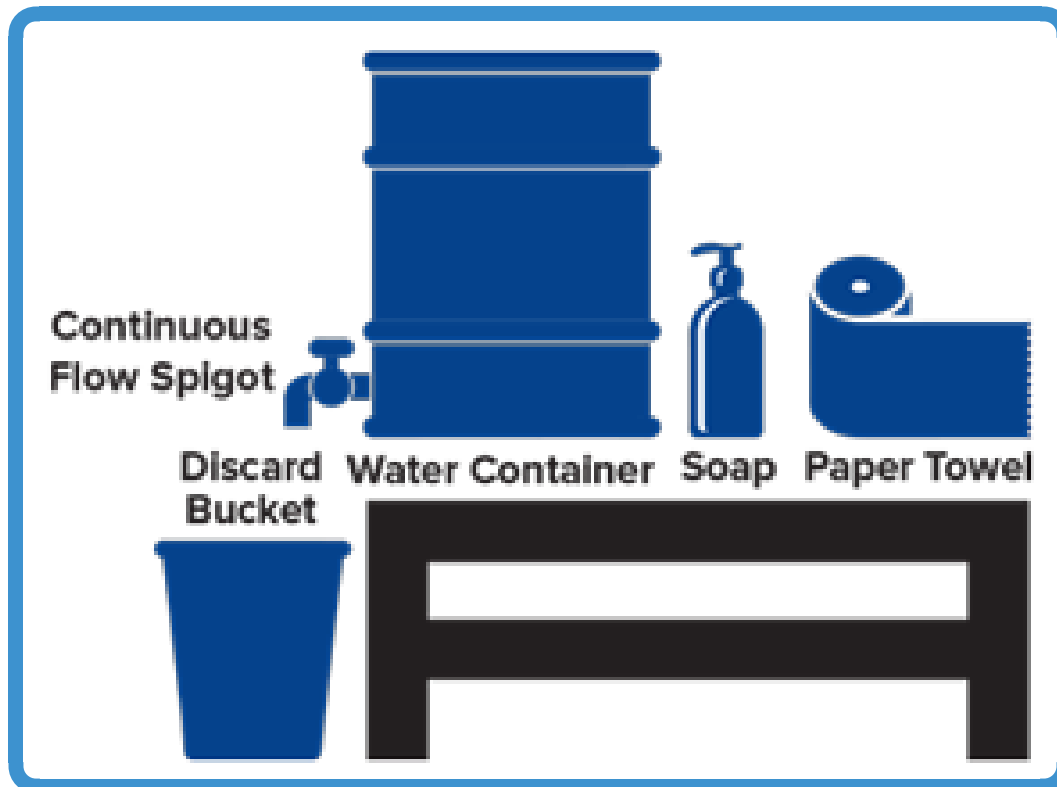 Continuous
Flow Spigot
Discard
Bucket
Water Container
Soap
Paper Towel